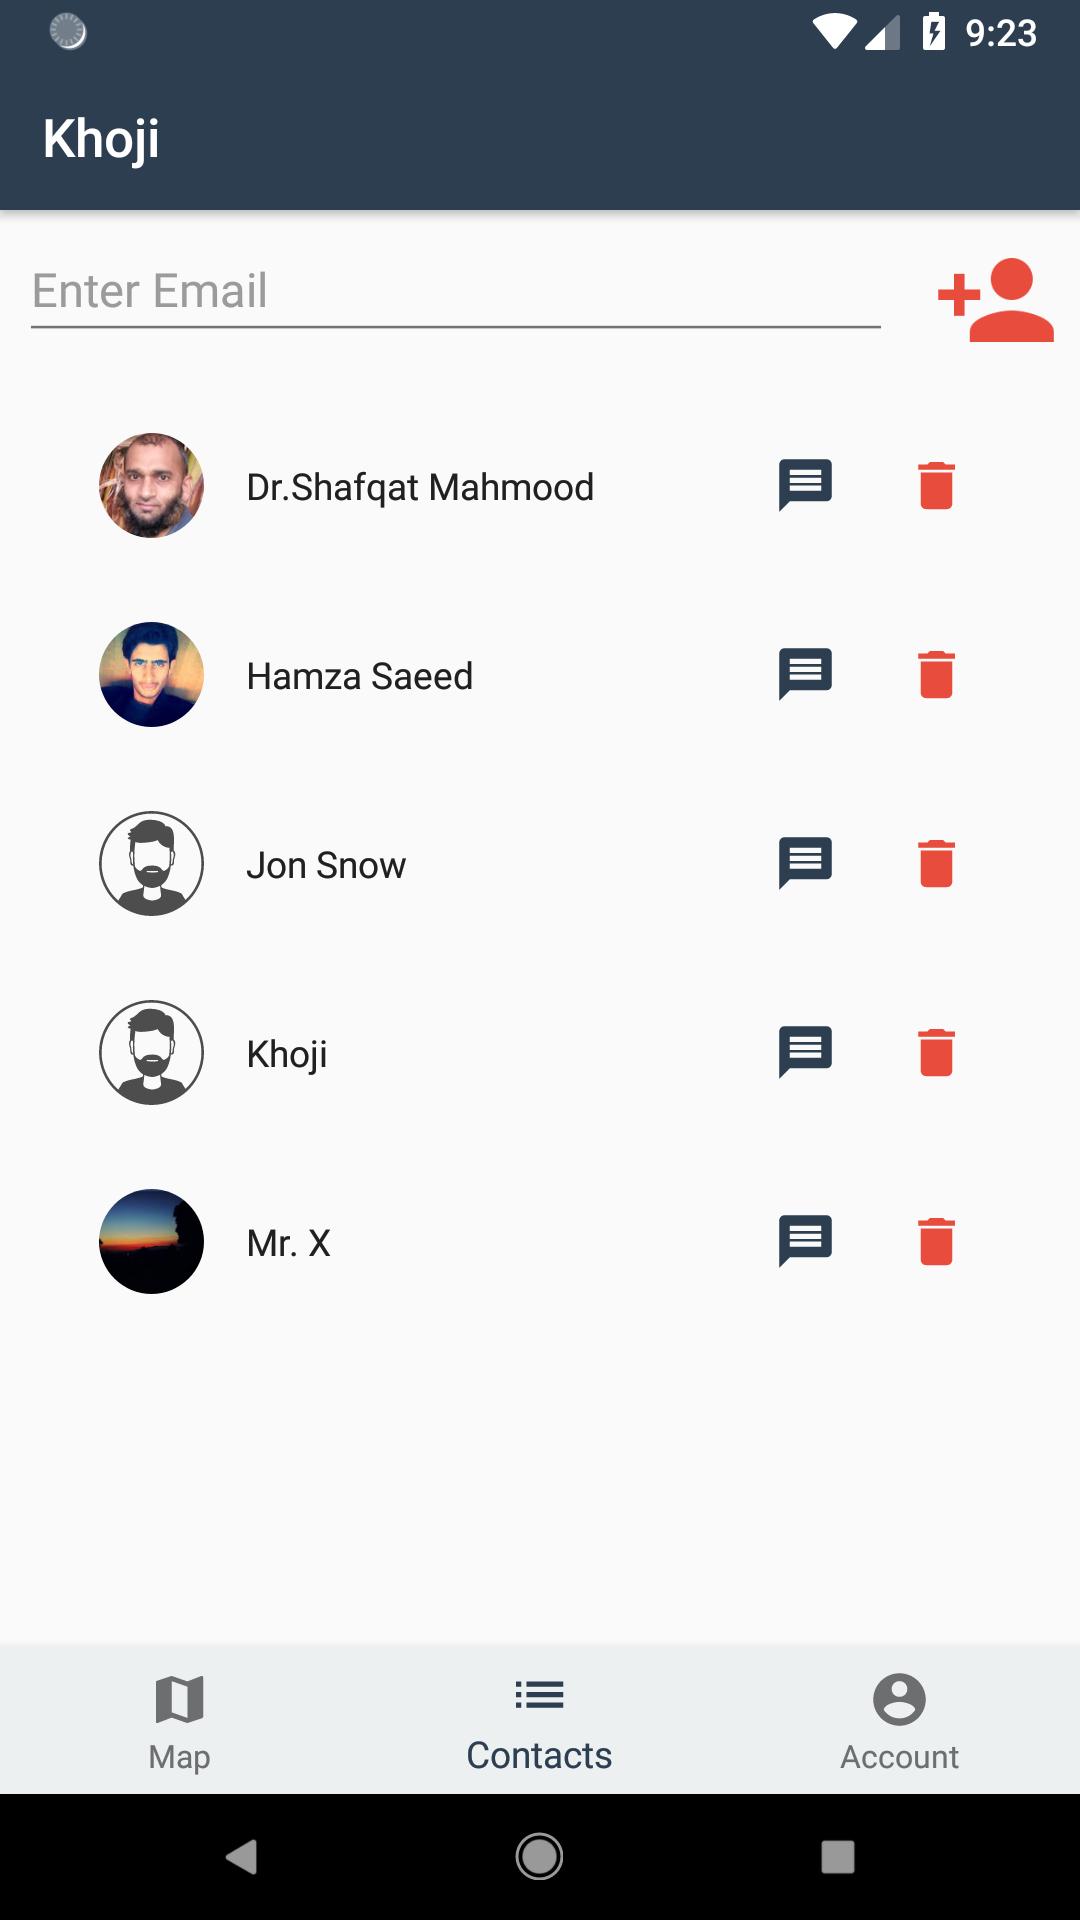 9:23
Khoji
Enter Email
Dr.Shafqat Mahmood
Hamza Saeed
Jon Snow
Khoji
Mr. X
Map
Contacts
Account